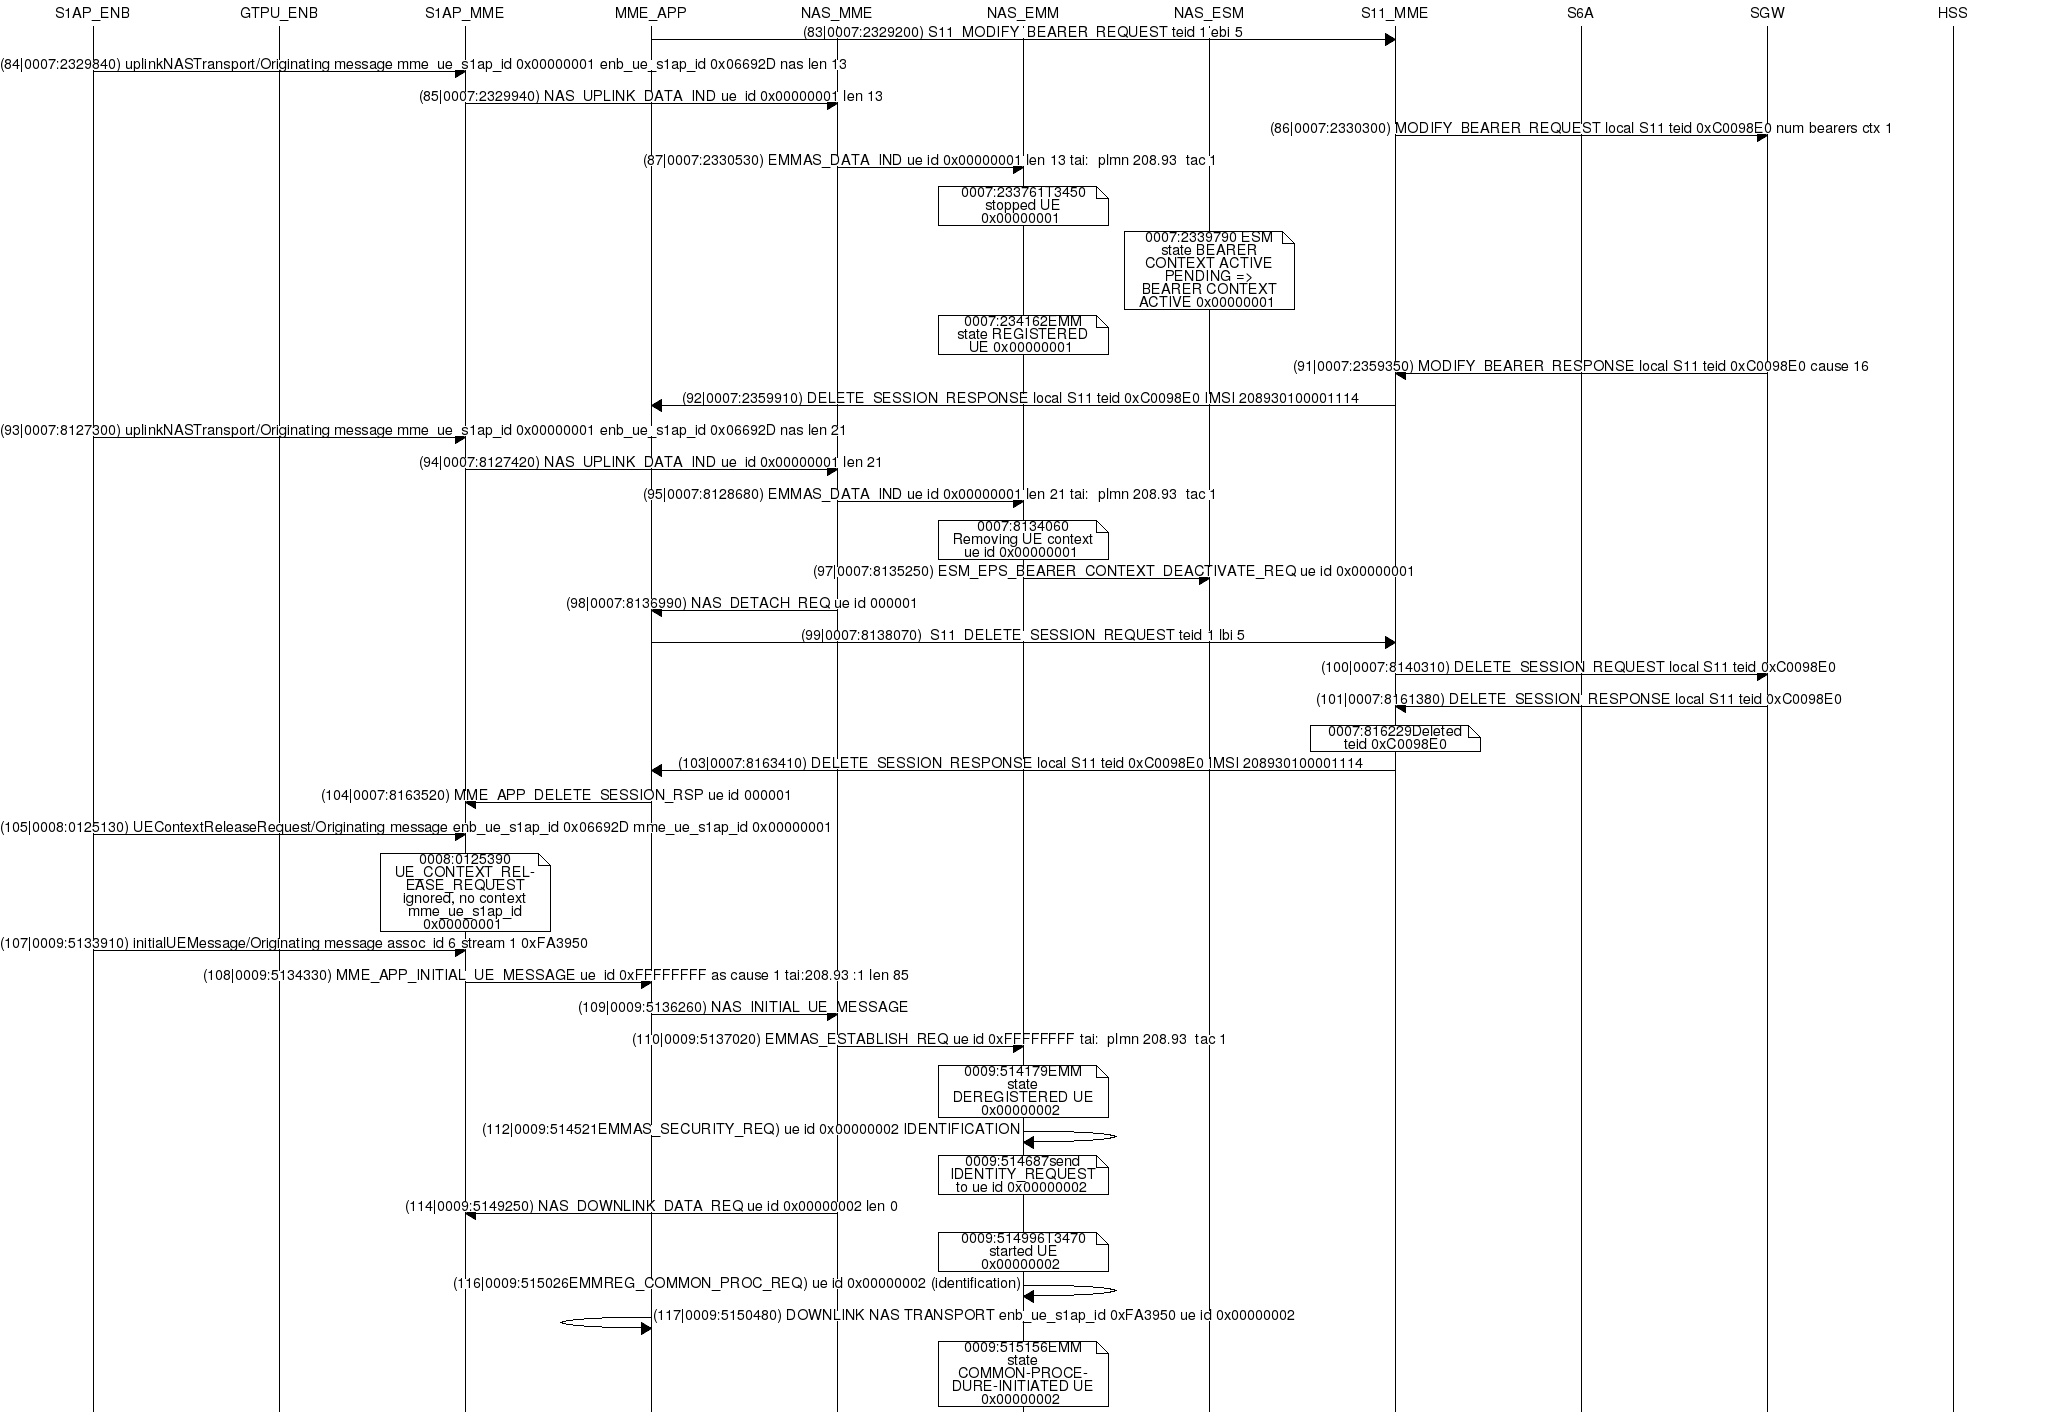 S1AP_ENB GTPU_ENB S1AP_MME MME_APP NAS_MME NAS_EMM NAS_ESM S11_MME S6A SGW HSS
(83|0007:2329200) S11_MODIFY_BEARER_REQUEST teid 1 ebi 5
(84|0007:2329840) uplinkNASTransport/Originating message mme_ue_s1ap_id 0x00000001 enb_ue_s1ap_id 0x06692D nas len 13
(85|0007:2329940) NAS_UPLINK_DATA_IND ue_id 0x00000001 len 13
(86|0007:2330300) MODIFY_BEARER_REQUEST local S11 teid 0xC0098E0 num bearers ctx 1
(87|0007:2330530) EMMAS_DATA_IND ue id 0x00000001 len 13 tai:  plmn 208.93  tac 1
0007:233761T3450
stopped UE
0x00000001
0007:2339790 ESM
state BEARER
CONTEXT ACTIVE
PENDING =>
BEARER CONTEXT
ACTIVE 0x00000001
0007:234162EMM
state REGISTERED
UE 0x00000001
(91|0007:2359350) MODIFY_BEARER_RESPONSE local S11 teid 0xC0098E0 cause 16
(92|0007:2359910) DELETE_SESSION_RESPONSE local S11 teid 0xC0098E0 IMSI 208930100001114
(93|0007:8127300) uplinkNASTransport/Originating message mme_ue_s1ap_id 0x00000001 enb_ue_s1ap_id 0x06692D nas len 21
(94|0007:8127420) NAS_UPLINK_DATA_IND ue_id 0x00000001 len 21
(95|0007:8128680) EMMAS_DATA_IND ue id 0x00000001 len 21 tai:  plmn 208.93  tac 1
0007:8134060
Removing UE context
ue id 0x00000001
(97|0007:8135250) ESM_EPS_BEARER_CONTEXT_DEACTIVATE_REQ ue id 0x00000001
(98|0007:8136990) NAS_DETACH_REQ ue id 000001
(99|0007:8138070)  S11_DELETE_SESSION_REQUEST teid 1 lbi 5
(100|0007:8140310) DELETE_SESSION_REQUEST local S11 teid 0xC0098E0
(101|0007:8161380) DELETE_SESSION_RESPONSE local S11 teid 0xC0098E0
0007:816229Deleted
teid 0xC0098E0
(103|0007:8163410) DELETE_SESSION_RESPONSE local S11 teid 0xC0098E0 IMSI 208930100001114
(104|0007:8163520) MME_APP_DELETE_SESSION_RSP ue id 000001
(105|0008:0125130) UEContextReleaseRequest/Originating message enb_ue_s1ap_id 0x06692D mme_ue_s1ap_id 0x00000001
0008:0125390
UE_CONTEXT_REL-
EASE_REQUEST
ignored, no context
mme_ue_s1ap_id
0x00000001
(107|0009:5133910) initialUEMessage/Originating message assoc_id 6 stream 1 0xFA3950
(108|0009:5134330) MME_APP_INITIAL_UE_MESSAGE ue_id 0xFFFFFFFF as cause 1 tai:208.93 :1 len 85
(109|0009:5136260) NAS_INITIAL_UE_MESSAGE
(110|0009:5137020) EMMAS_ESTABLISH_REQ ue id 0xFFFFFFFF tai:  plmn 208.93  tac 1
0009:514179EMM
state
DEREGISTERED UE
0x00000002
(112|0009:514521EMMAS_SECURITY_REQ) ue id 0x00000002 IDENTIFICATION
0009:514687send
IDENTITY_REQUEST
to ue id 0x00000002
(114|0009:5149250) NAS_DOWNLINK_DATA_REQ ue id 0x00000002 len 0
0009:514996T3470
started UE
0x00000002
(116|0009:515026EMMREG_COMMON_PROC_REQ) ue id 0x00000002 (identification)
(117|0009:5150480) DOWNLINK NAS TRANSPORT enb_ue_s1ap_id 0xFA3950 ue id 0x00000002
0009:515156EMM
state
COMMON-PROCE-
DURE-INITIATED UE
0x00000002